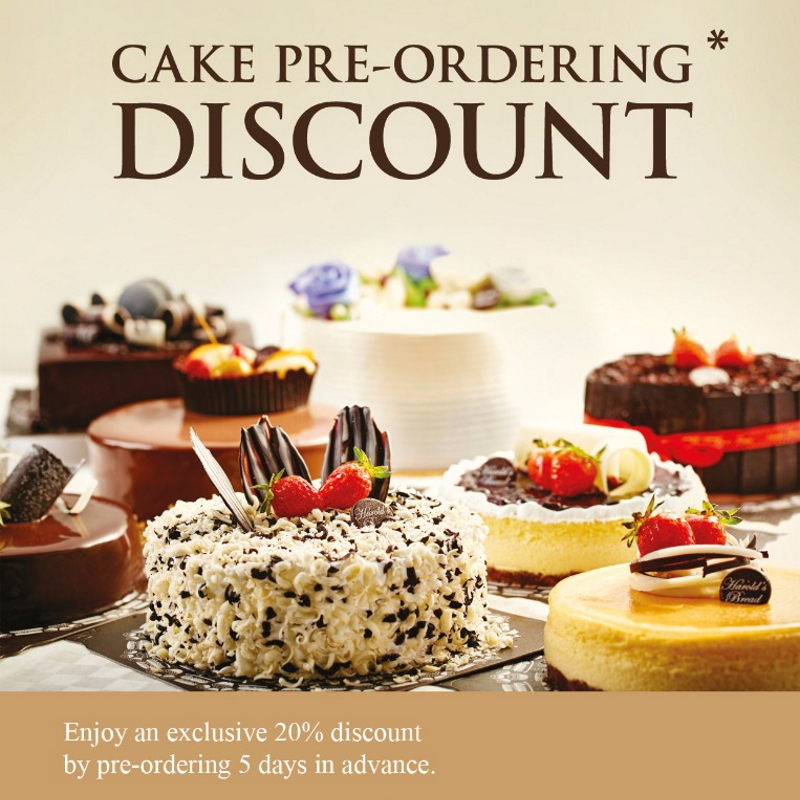 CAKE PRE-ORDERING*
DISCOUNT
Harold's
Harold's
Bread
Enjoy an exclusive 20% discount
by pre-ordering 5 days in advance.